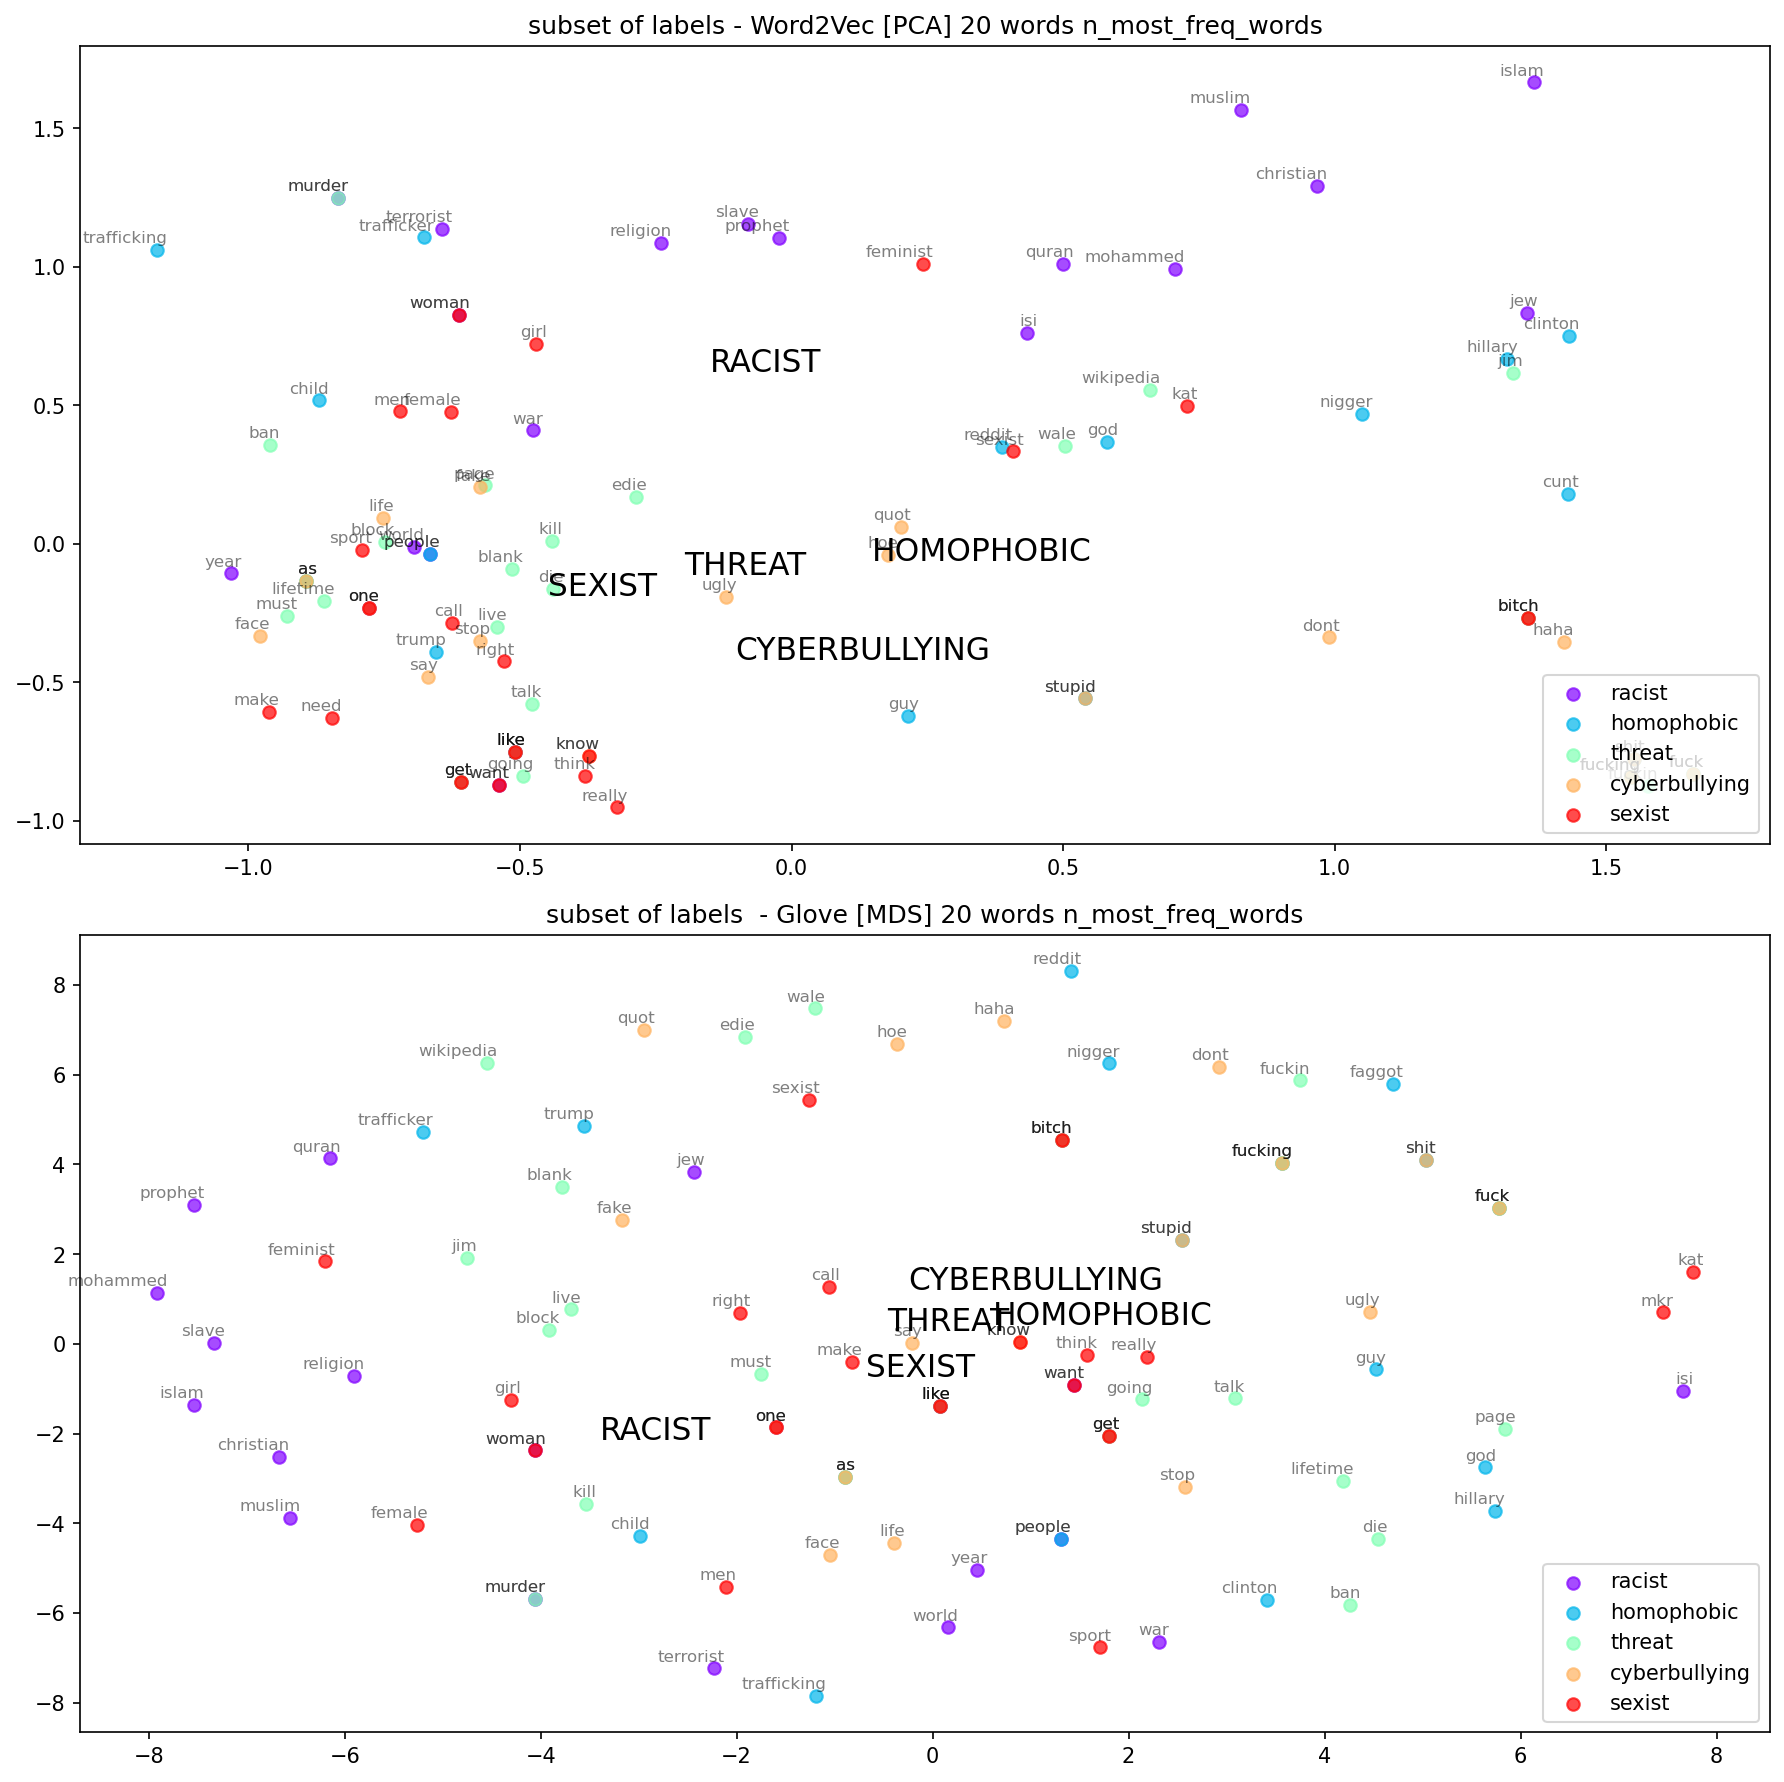 subset of labels - Word2Vec [PCA] 20 words n_most_freq_words
islam
muslim
christian
murder
terrorist
trafficker
trafficking
slave
prophet
religion
feminist
quran
mohammed
woman
girl
isi
jew
clinton
hillary
jim
RACIST
wikipedia
kat
child
men
female
nigger
war
ban
reddit
sexist
wale
god
page
fake
edie
cunt
life
quot
block
sport
world
people
kill
hoe
HOMOPHOBIC
year
as
blank
THREAT
die
SEXIST
lifetime
ugly
must
one
face
call
live
stop
bitch
haha
dont
trump
right
CYBERBULLYING
say
talk
stupid
guy
make
need
like
know
get
want
going
think
really
fucking
fuck
racist
homophobic
threat
cyberbullying
sexist
1.5
1.0
0.5
0.0
−0.5
−1.0
−1.0
−0.5
0.0
0.5
1.0
1.5
subset of labels  - Glove [MDS] 20 words n_most_freq_words
reddit
wale
haha
quot
edie
hoe
wikipedia
nigger
dont
fuckin
faggot
sexist
trafficker
trump
bitch
quran
jew
fucking
shit
prophet
blank
fake
fuck
stupid
feminist
jim
kat
mohammed
call
CYBERBULLYING
live
right
ugly
mkr
block
THREAT
HOMOPHOBIC
slave
say
know
make
think
really
guy
religion
must
SEXIST
want
isi
islam
girl
like
going
talk
RACIST
one
get
page
christian
woman
as
stop
lifetime
god
muslim
female
kill
hillary
child
face
life
people
die
year
murder
men
clinton
ban
world
sport
war
terrorist
trafficking
racist
homophobic
threat
cyberbullying
sexist
8
6
4
2
0
−2
−4
−6
−8
−8
−6
−4
−2
0
2
4
6
8